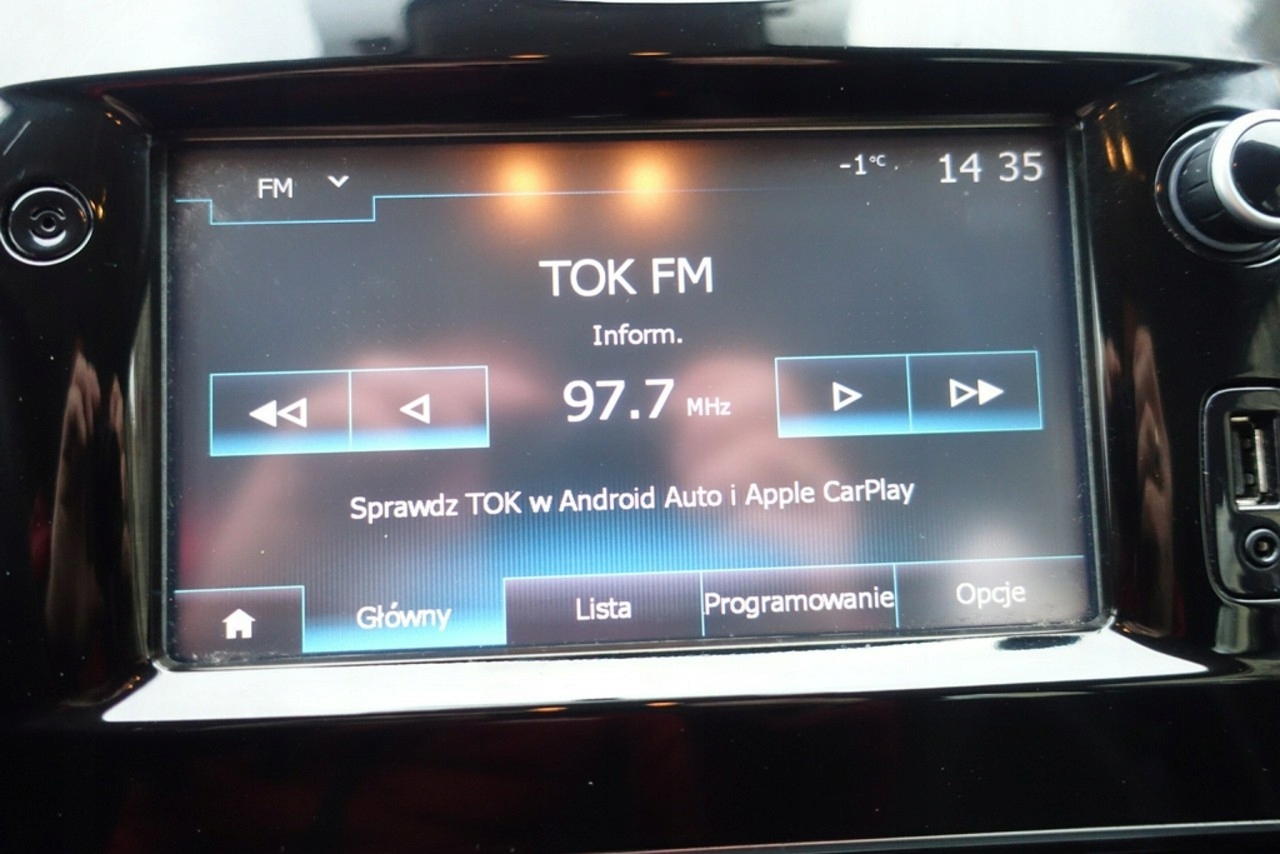 FM
-1°C
14 35
TOK FM
Inform.
97.7 MHz
Sprawdz TOK w Android Auto i Apple CarPlay
Główny
Lista
Programowanie
Opcje